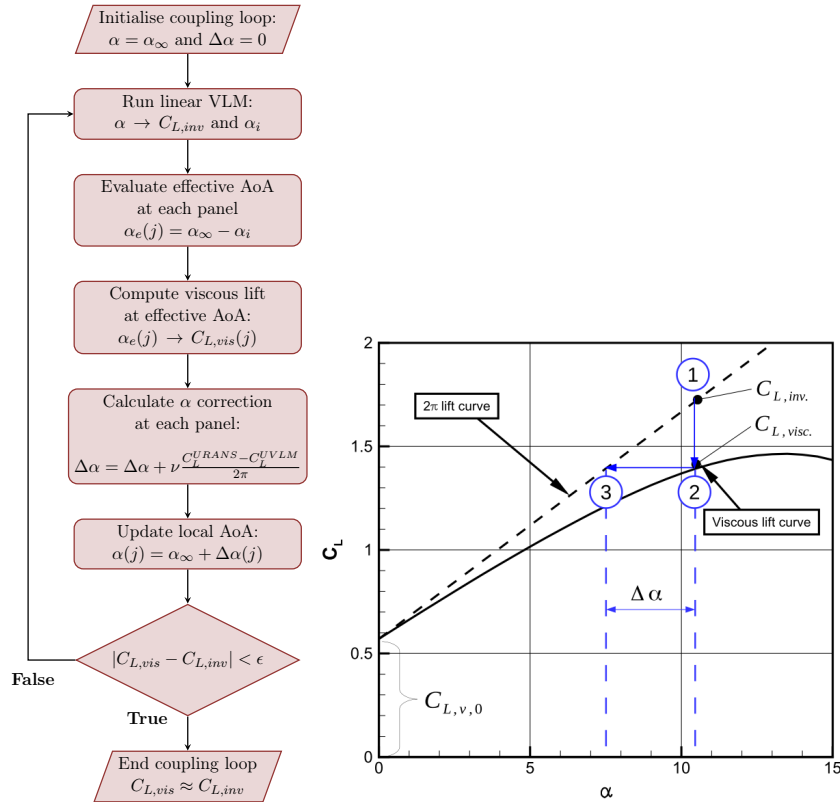 Initialise coupling loop:
α = α∞ and Δα = 0
Run linear VLM:
α → C_{L,inv} and α_i
Evaluate effective AoA
at each panel
α_e(j) = α∞ − α_i
Compute viscous lift
at effective AoA:
α_e(j) → C_{L,vis}(j)
Calculate α correction
at each panel:
Δα = Δα + ν \frac{C_L^{URANS} − C_L^{UVLM}}{2π}
Update local AoA:
α(j) = α∞ + Δα(j)
|C_{L,vis} − C_{L,inv}| < ϵ
False
True
End coupling loop
C_{L,vis} ≈ C_{L,inv}
2
1.5
1
0.5
0
C_L
0
5
10
15
α
2π lift curve
1
C_{L,inv.}
C_{L,visc.}
3
2
Viscous lift curve
Δα
C_{L,v,0}